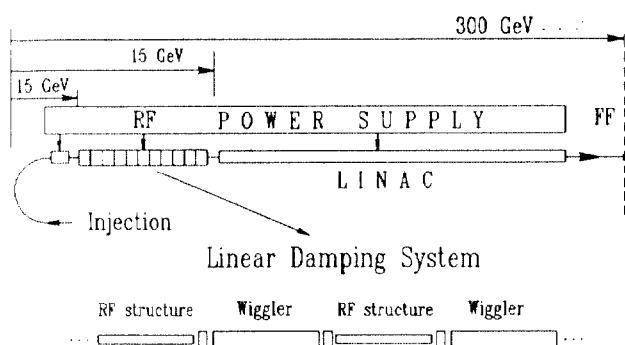 300 GeV · · ·
15 GeV
15 GeV
RF POWER SUPPLY FF
LINAC
Injection
Linear Damping System
RF structure Wiggler RF structure Wiggler
· · · · · ·